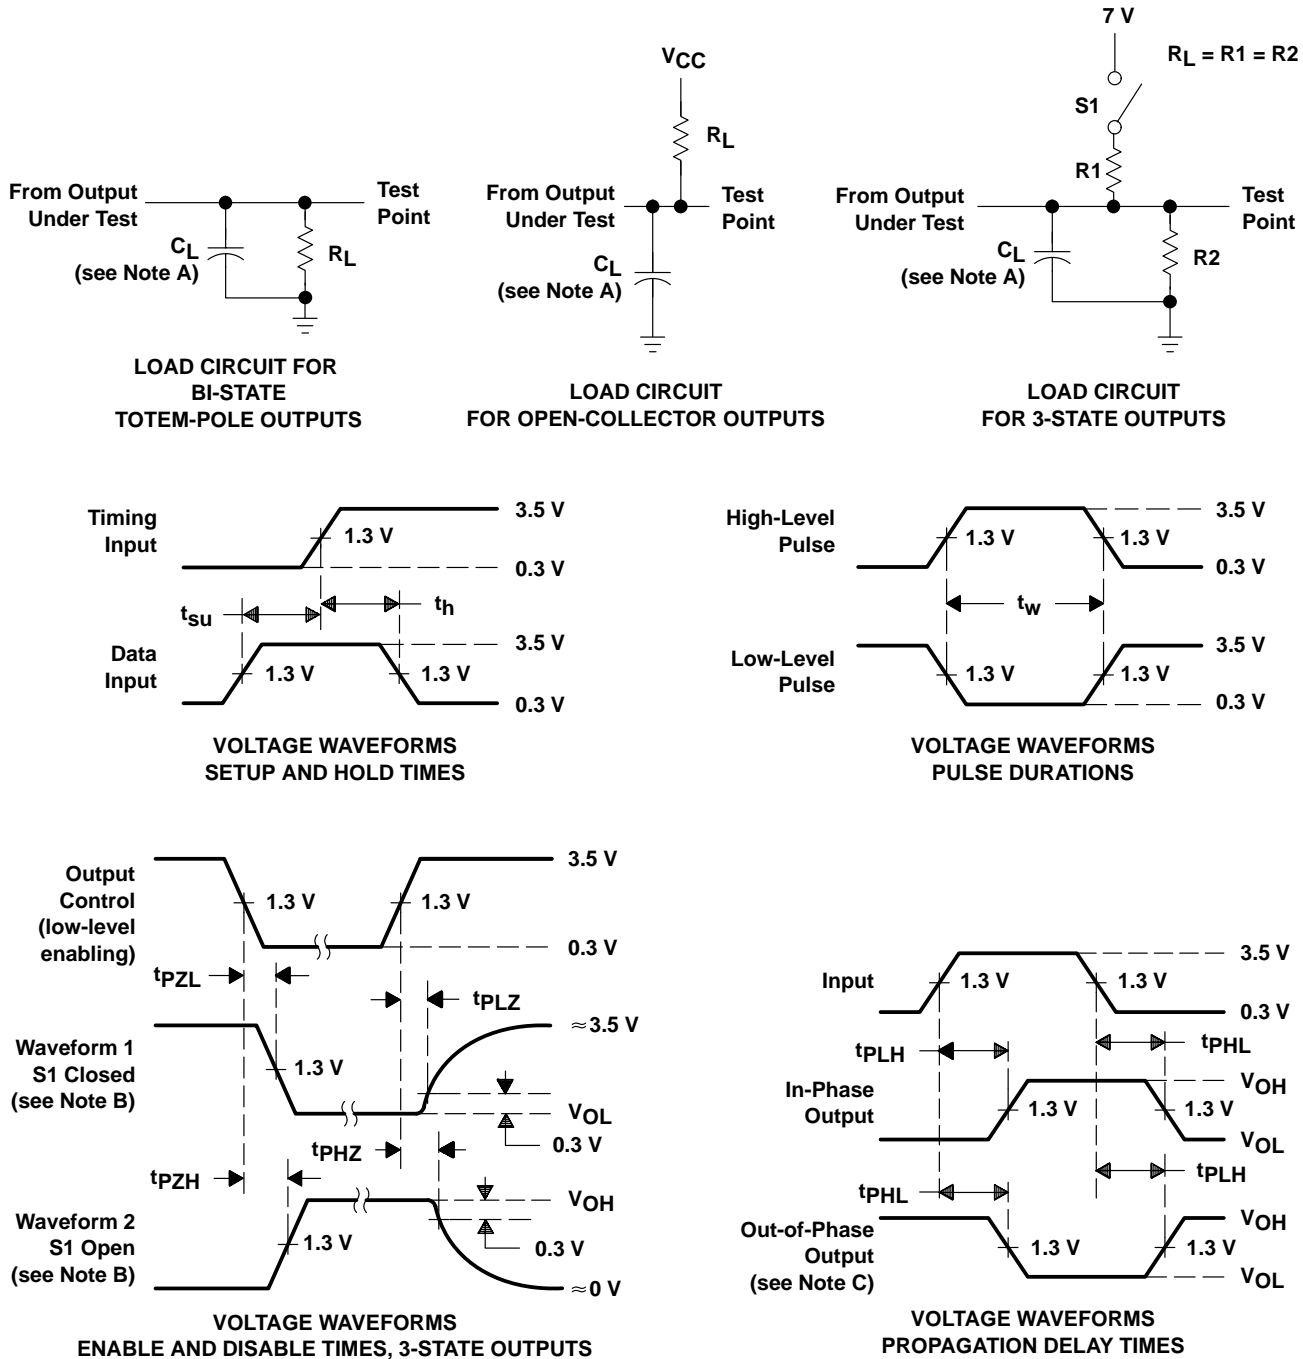 7 V
RL = R1 = R2
S1
R1
From Output
Under Test
Test
Point
CL
(see Note A)
R2
LOAD CIRCUIT
FOR 3-STATE OUTPUTS
VCC
RL
From Output
Under Test
Test
Point
CL
(see Note A)
LOAD CIRCUIT
FOR OPEN-COLLECTOR OUTPUTS
From Output
Under Test
Test
Point
CL
(see Note A)
RL
LOAD CIRCUIT FOR
BI-STATE
TOTEM-POLE OUTPUTS
Timing
Input
1.3 V
3.5 V
0.3 V
tsu
th
Data
Input
1.3 V
1.3 V
3.5 V
0.3 V
VOLTAGE WAVEFORMS
SETUP AND HOLD TIMES
High-Level
Pulse
1.3 V
1.3 V
3.5 V
0.3 V
tw
Low-Level
Pulse
1.3 V
1.3 V
3.5 V
0.3 V
VOLTAGE WAVEFORMS
PULSE DURATIONS
Output
Control
(low-level
enabling)
1.3 V
1.3 V
3.5 V
0.3 V
tPZL
tPLZ
Waveform 1
S1 Closed
(see Note B)
1.3 V
≈3.5 V
VOL
0.3 V
tPHZ
tPZH
Waveform 2
S1 Open
(see Note B)
1.3 V
VOH
0.3 V
≈0 V
VOLTAGE WAVEFORMS
ENABLE AND DISABLE TIMES, 3-STATE OUTPUTS
Input
1.3 V
1.3 V
3.5 V
0.3 V
tPLH
tPHL
In-Phase
Output
1.3 V
1.3 V
VOH
VOL
tPHL
tPLH
Out-of-Phase
Output
(see Note C)
1.3 V
1.3 V
VOH
VOL
VOLTAGE WAVEFORMS
PROPAGATION DELAY TIMES